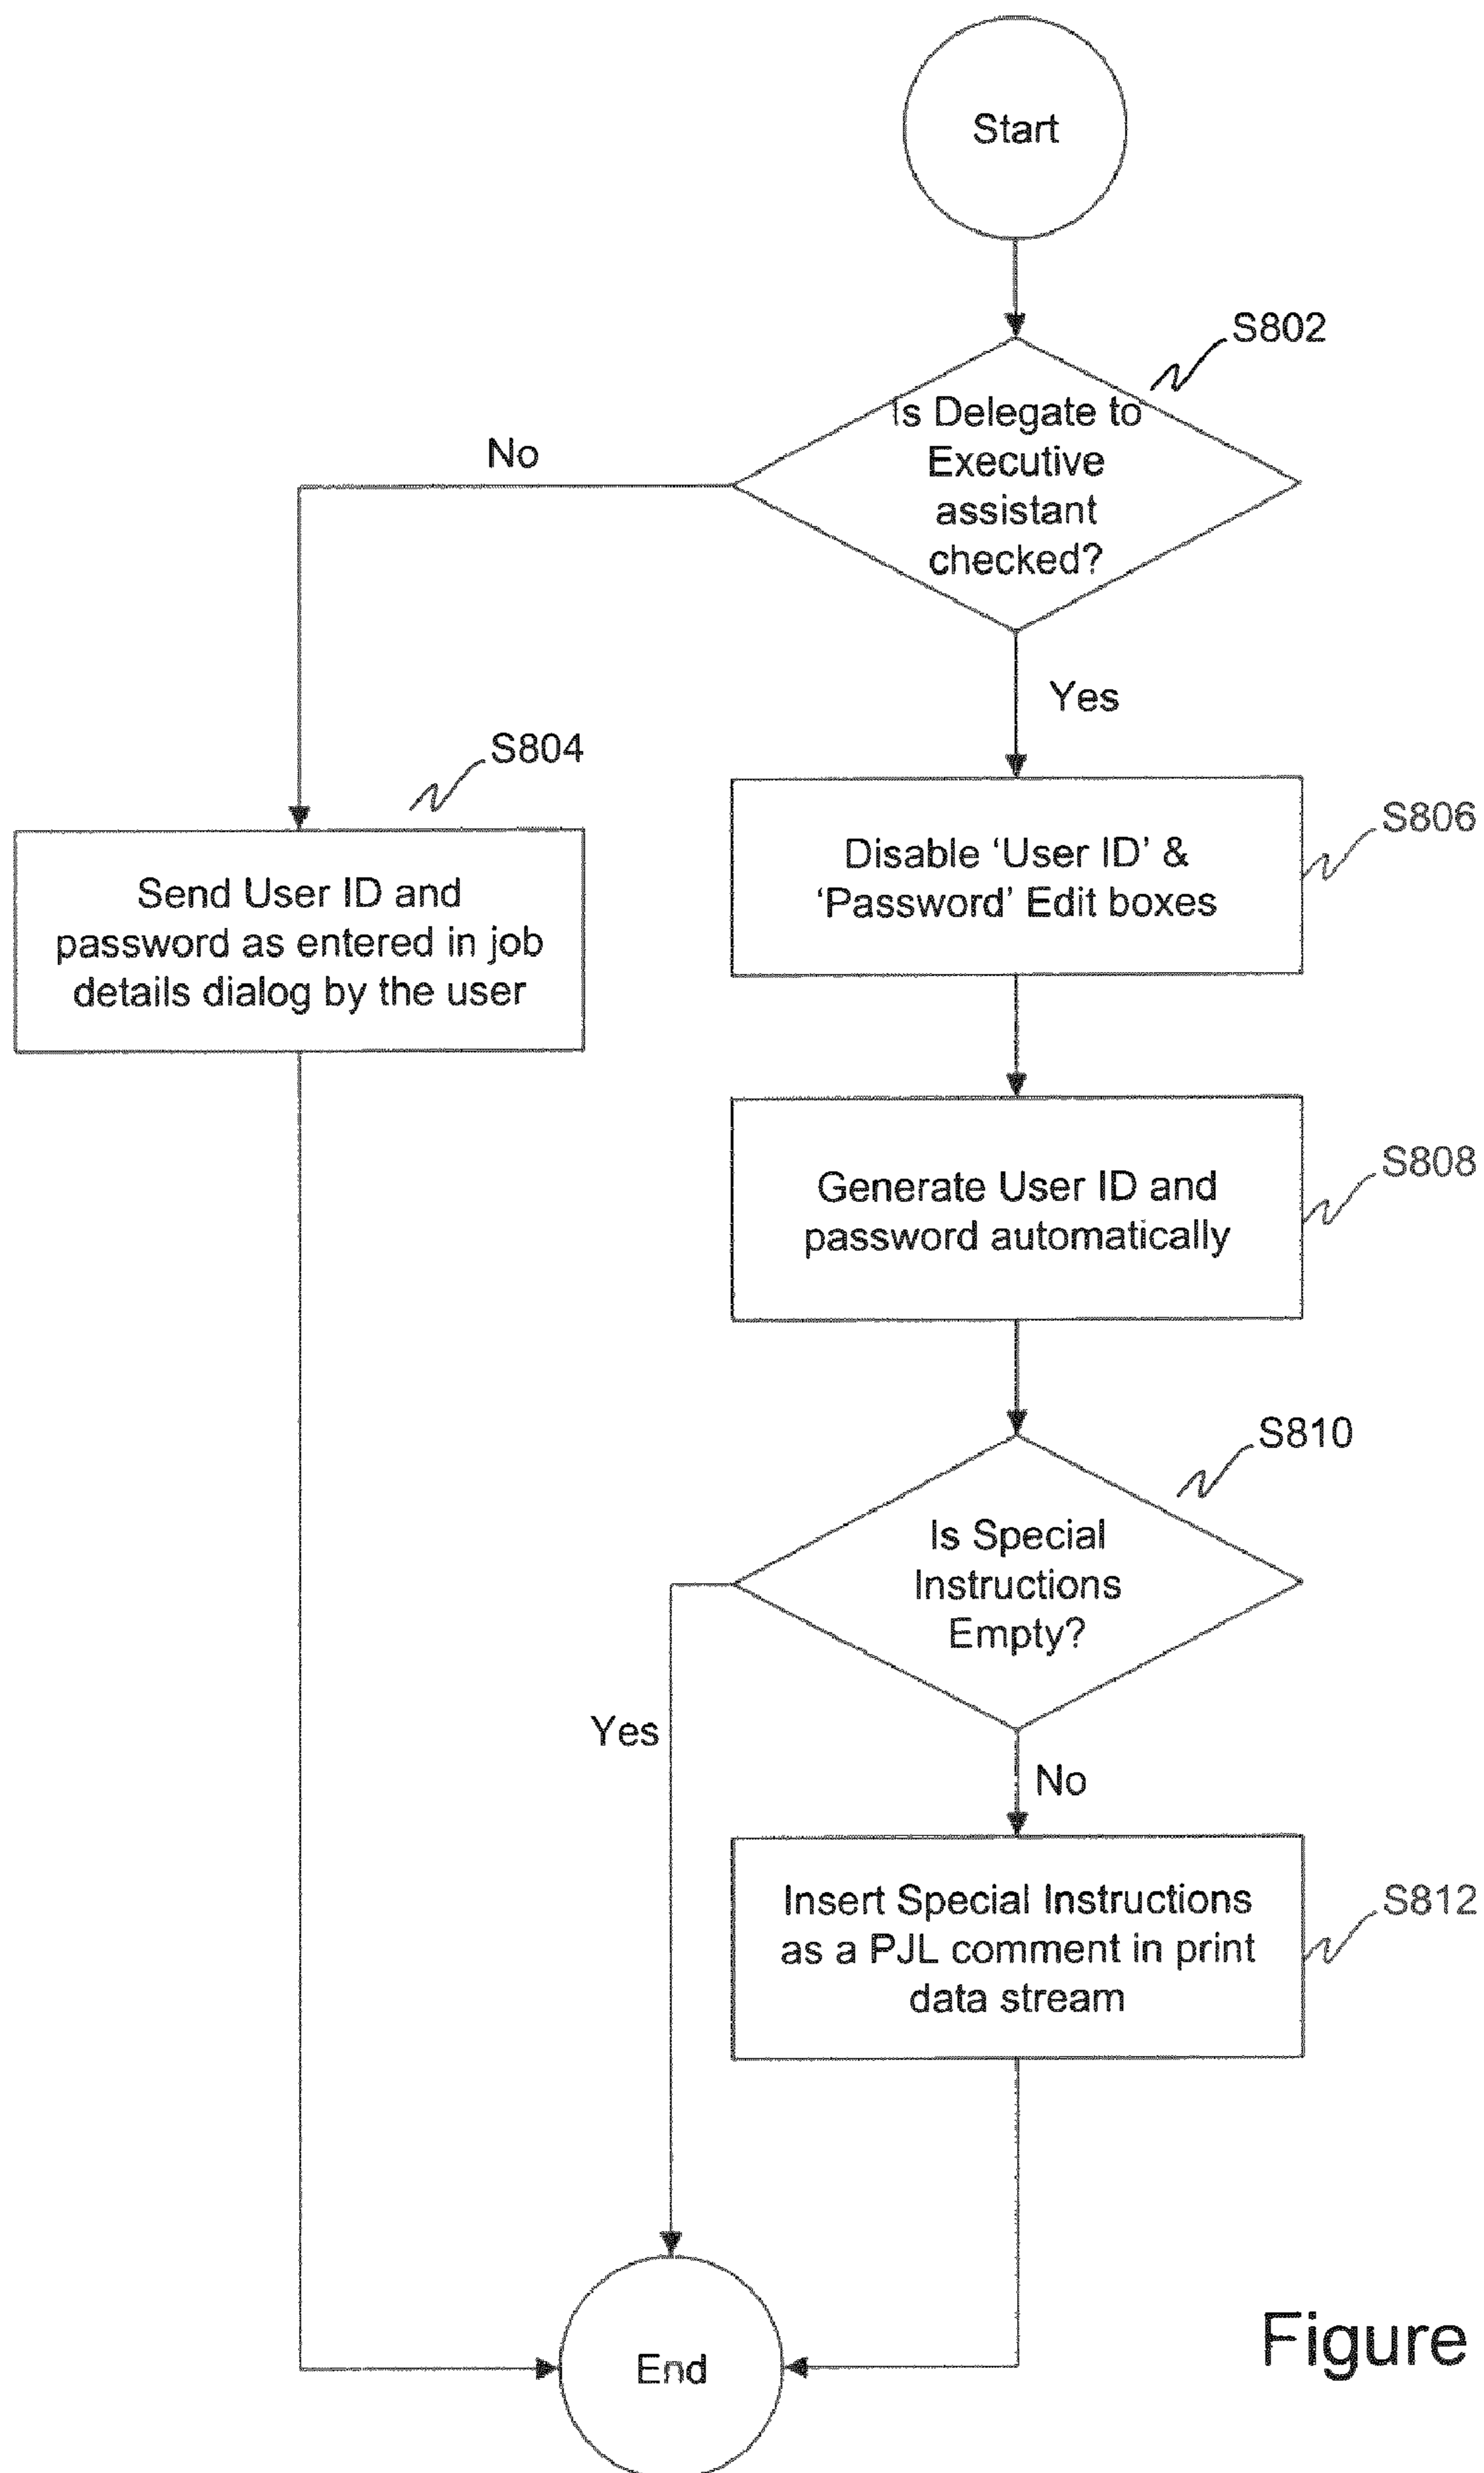 Start
S802
Is Delegate to
Executive
assistant
checked?
No
Yes
S804
Send User ID and
password as entered in job
details dialog by the user
S806
Disable ‘User ID’ &
‘Password’ Edit boxes
S808
Generate User ID and
password automatically
S810
Is Special
Instructions
Empty?
Yes
No
S812
Insert Special Instructions
as a PJL comment in print
data stream
End
Figure